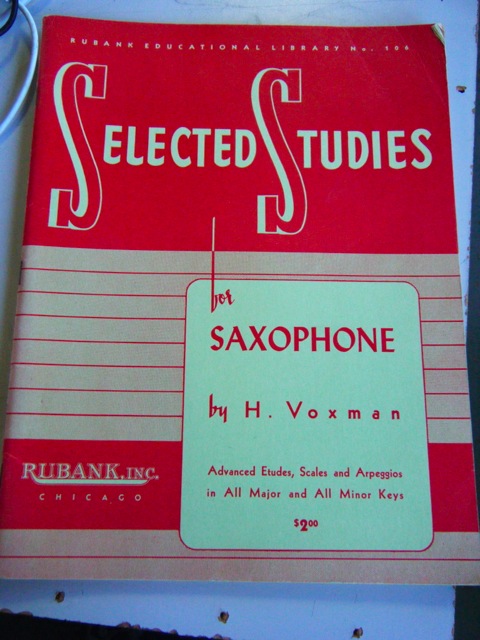 RUBANK EDUCATIONAL LIBRARY No. 106
SELECTED STUDIES
for
SAXOPHONE
by H. Voxman
Advanced Etudes, Scales and Arpeggios
in All Major and All Minor Keys
$2.00
RUBANK, INC.
CHICAGO